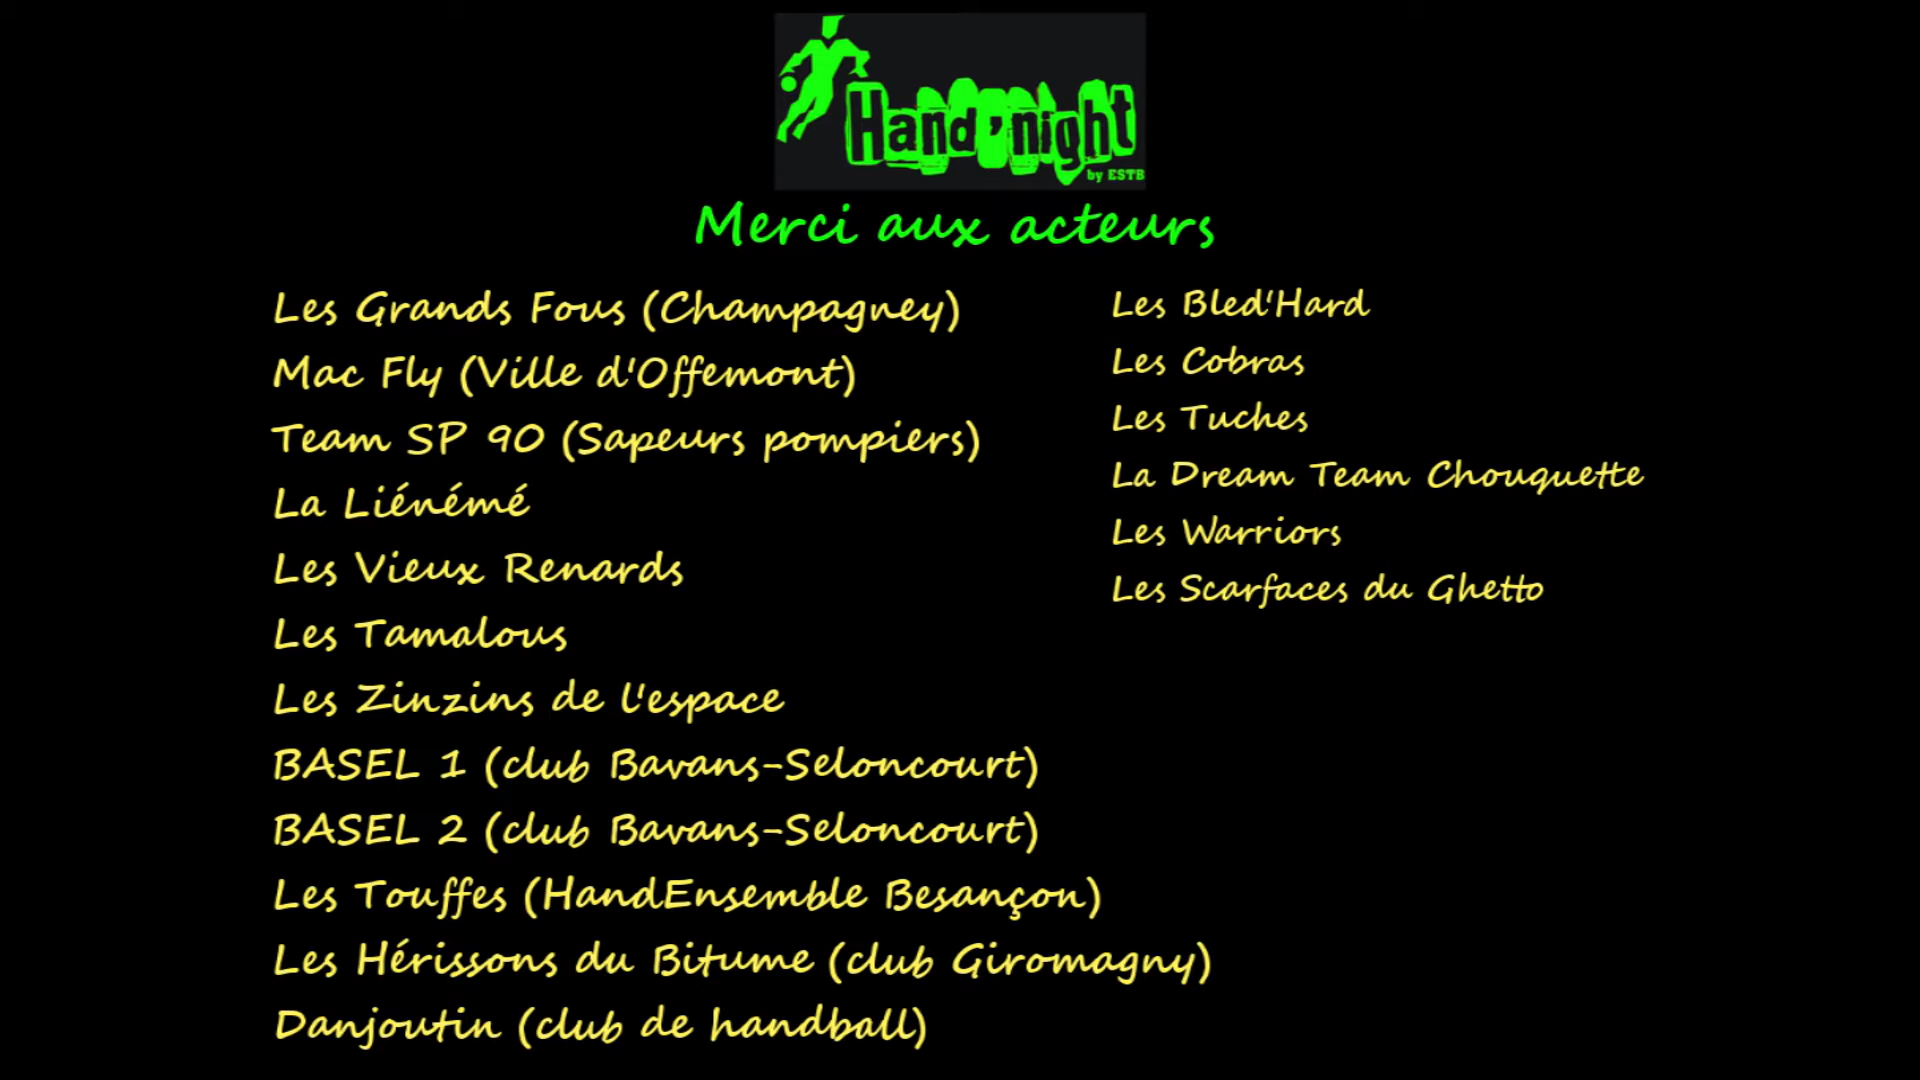 Hand'night
by ESTB
Merci aux acteurs
Les Grands Fous (Champagney)
Mac Fly (Ville d'Offemont)
Team SP 90 (Sapeurs pompiers)
La Liénémé
Les Vieux Renards
Les Tamalous
Les Zinzins de l'espace
BASEL 1 (club Bavans-Seloncourt)
BASEL 2 (club Bavans-Seloncourt)
Les Touffes (HandEnsemble Besançon)
Les Hérissons du Bitume (club Giromagny)
Danjoutin (club de handball)
Les Bled'Hard
Les Cobras
Les Tuches
La Dream Team Chouquette
Les Warriors
Les Scarfaces du Ghetto